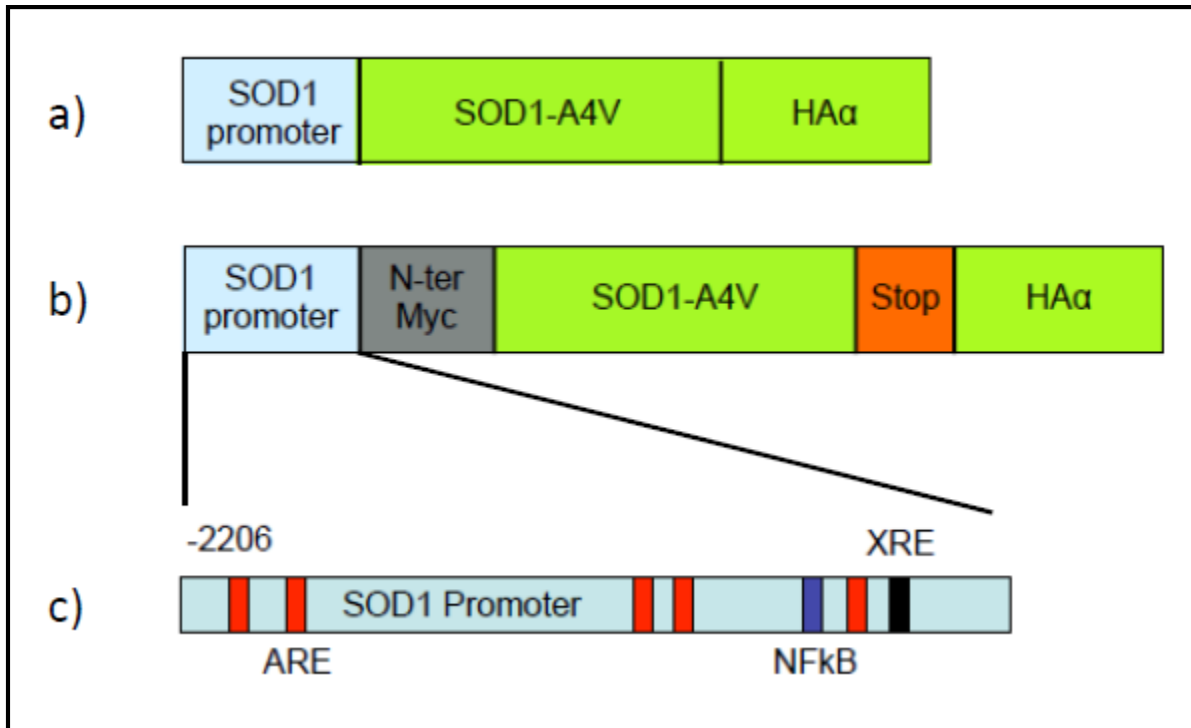 a)
SOD1
promoter
SOD1-A4V
HAα
b)
SOD1
promoter
N-ter
Myc
SOD1-A4V
Stop
HAα
-2206
XRE
c)
SOD1 Promoter
ARE
NFkB